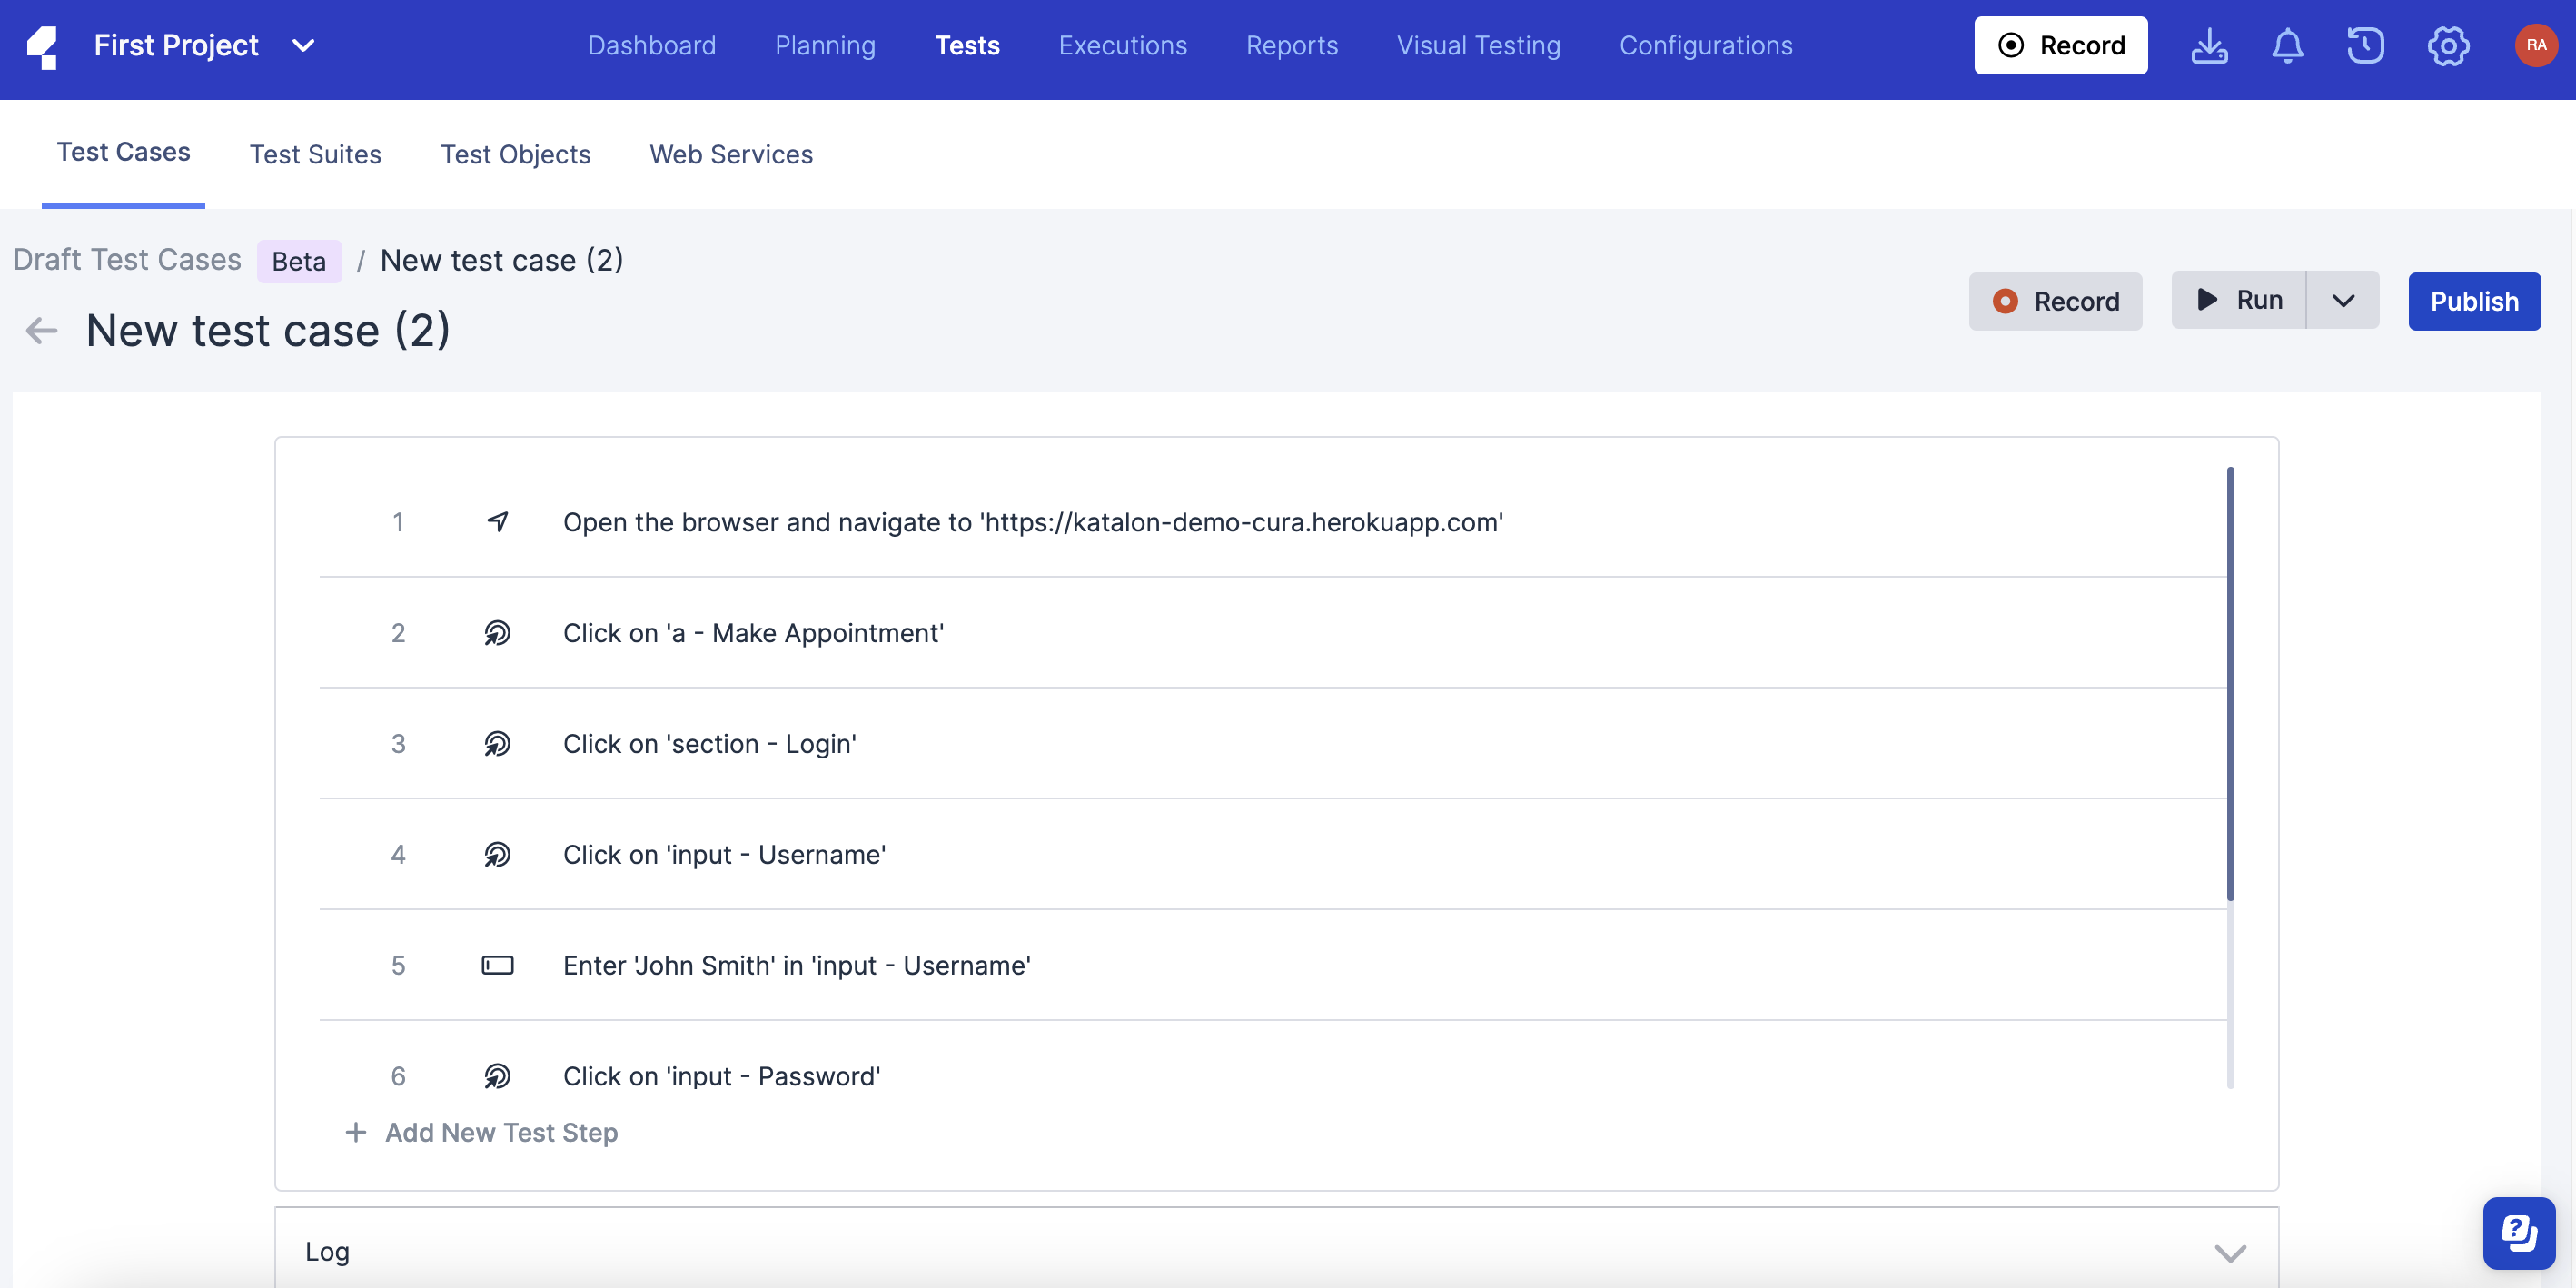 First Project
Dashboard
Planning
Tests
Executions
Reports
Visual Testing
Configurations
Record
RA
Test Cases
Test Suites
Test Objects
Web Services
Draft Test Cases Beta / New test case (2)
New test case (2)
Record
Run
Publish
1 Open the browser and navigate to 'https://katalon-demo-cura.herokuapp.com'
2 Click on 'a - Make Appointment'
3 Click on 'section - Login'
4 Click on 'input - Username'
5 Enter 'John Smith' in 'input - Username'
6 Click on 'input - Password'
+ Add New Test Step
Log
?